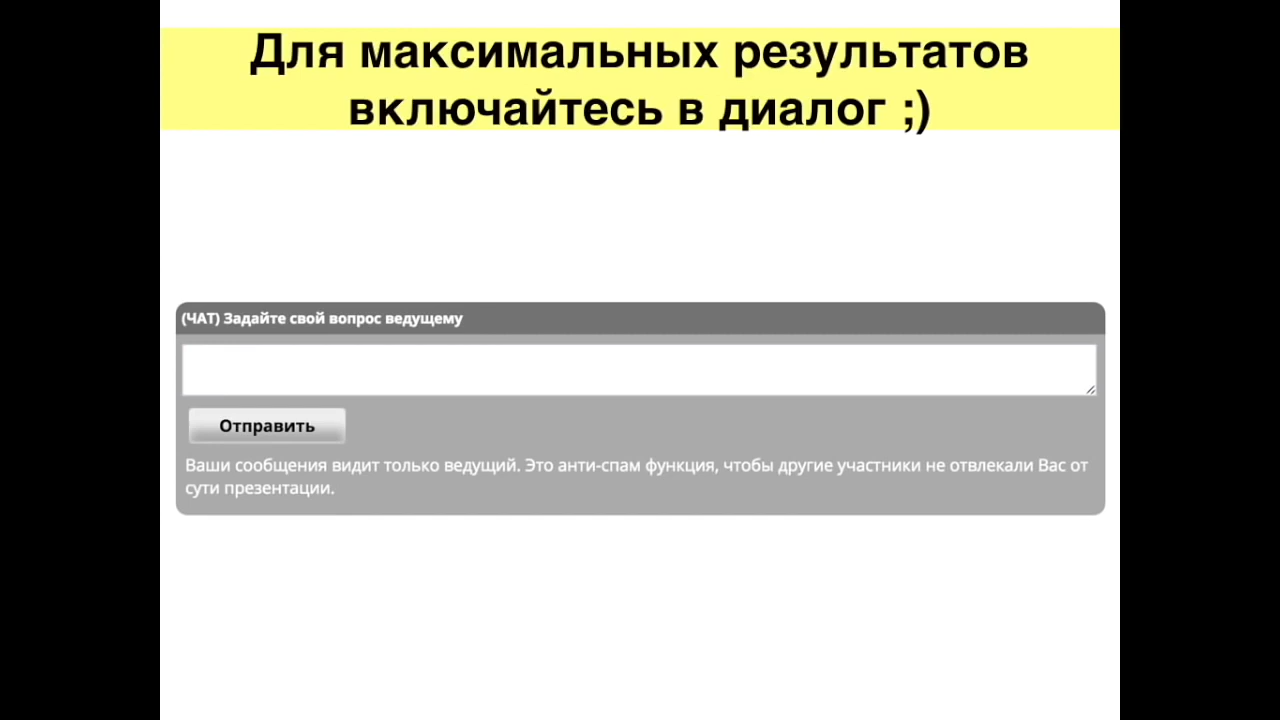 Для максимальных результатов
включайтесь в диалог ;)
(ЧАТ) Задайте свой вопрос ведущему
Отправить
Ваши сообщения видит только ведущий. Это анти-спам функция, чтобы другие участники не отвлекали Вас от
сути презентации.